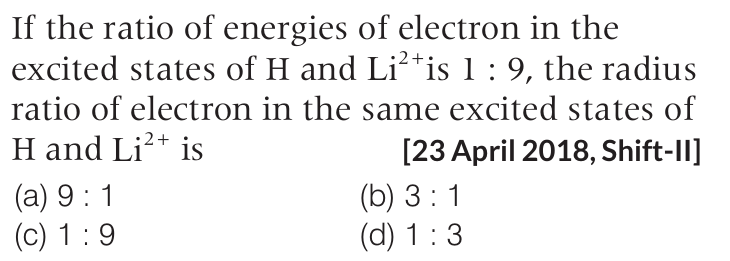 If the ratio of energies of electron in the
excited states of H and Li²⁺is 1 : 9, the radius
ratio of electron in the same excited states of
H and Li²⁺ is [23 April 2018, Shift-II]
(a) 9 : 1 (b) 3 : 1
(c) 1 : 9 (d) 1 : 3